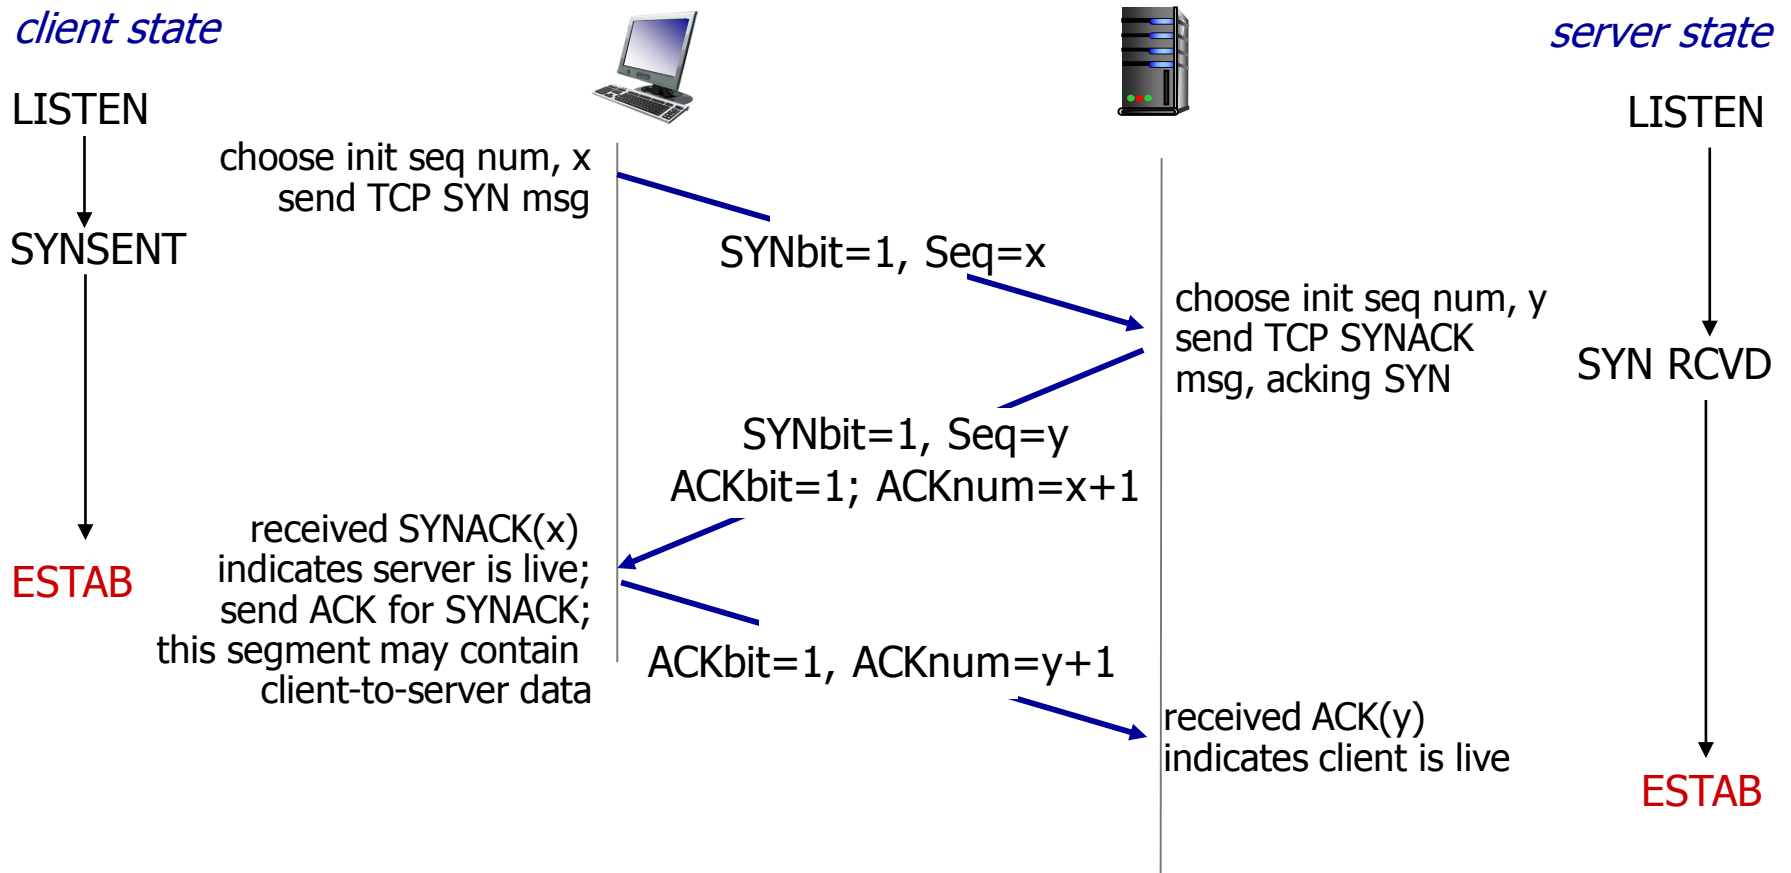 client state
server state
LISTEN
LISTEN
choose init seq num, x
send TCP SYN msg
SYNSENT
SYNbit=1, Seq=x
choose init seq num, y
send TCP SYNACK
msg, acking SYN
SYN RCVD
SYNbit=1, Seq=y
ACKbit=1; ACKnum=x+1
received SYNACK(x)
indicates server is live;
send ACK for SYNACK;
this segment may contain
client-to-server data
ESTAB
ACKbit=1, ACKnum=y+1
received ACK(y)
indicates client is live
ESTAB